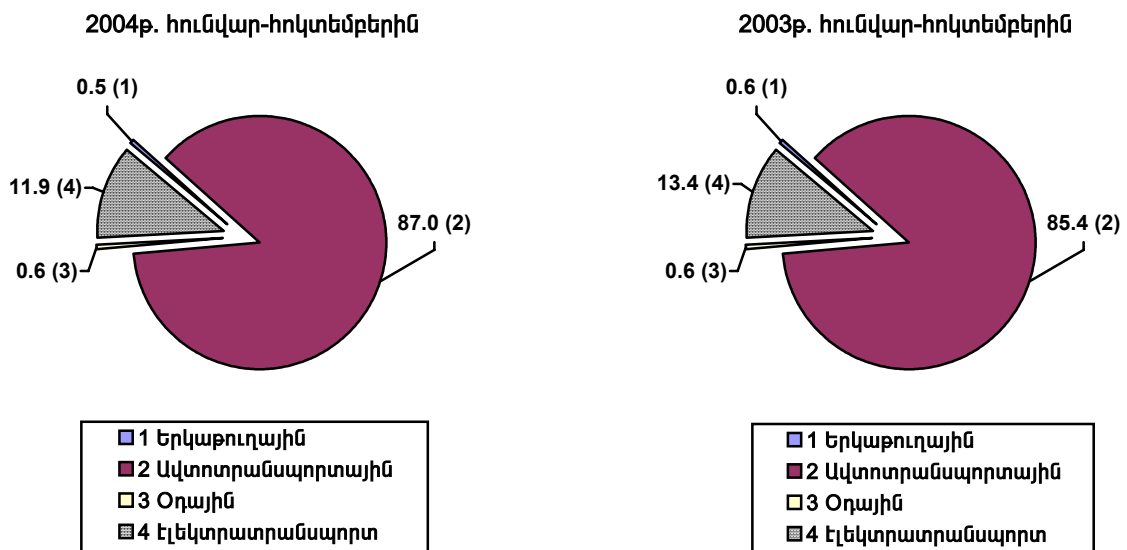 2004թ. հունվար-հոկտեմբերին
0.5 (1)
11.9 (4)
87.0 (2)
0.6 (3)
1 Երկաթուղային
2 Ավտոտրանսպորտային
3 Օդային
4 Էլեկտրատրանսպորտ
2003թ. հունվար-հոկտեմբերին
0.6 (1)
13.4 (4)
85.4 (2)
0.6 (3)
1 Երկաթուղային
2 Ավտոտրանսպորտային
3 Օդային
4 Էլեկտրատրանսպորտ